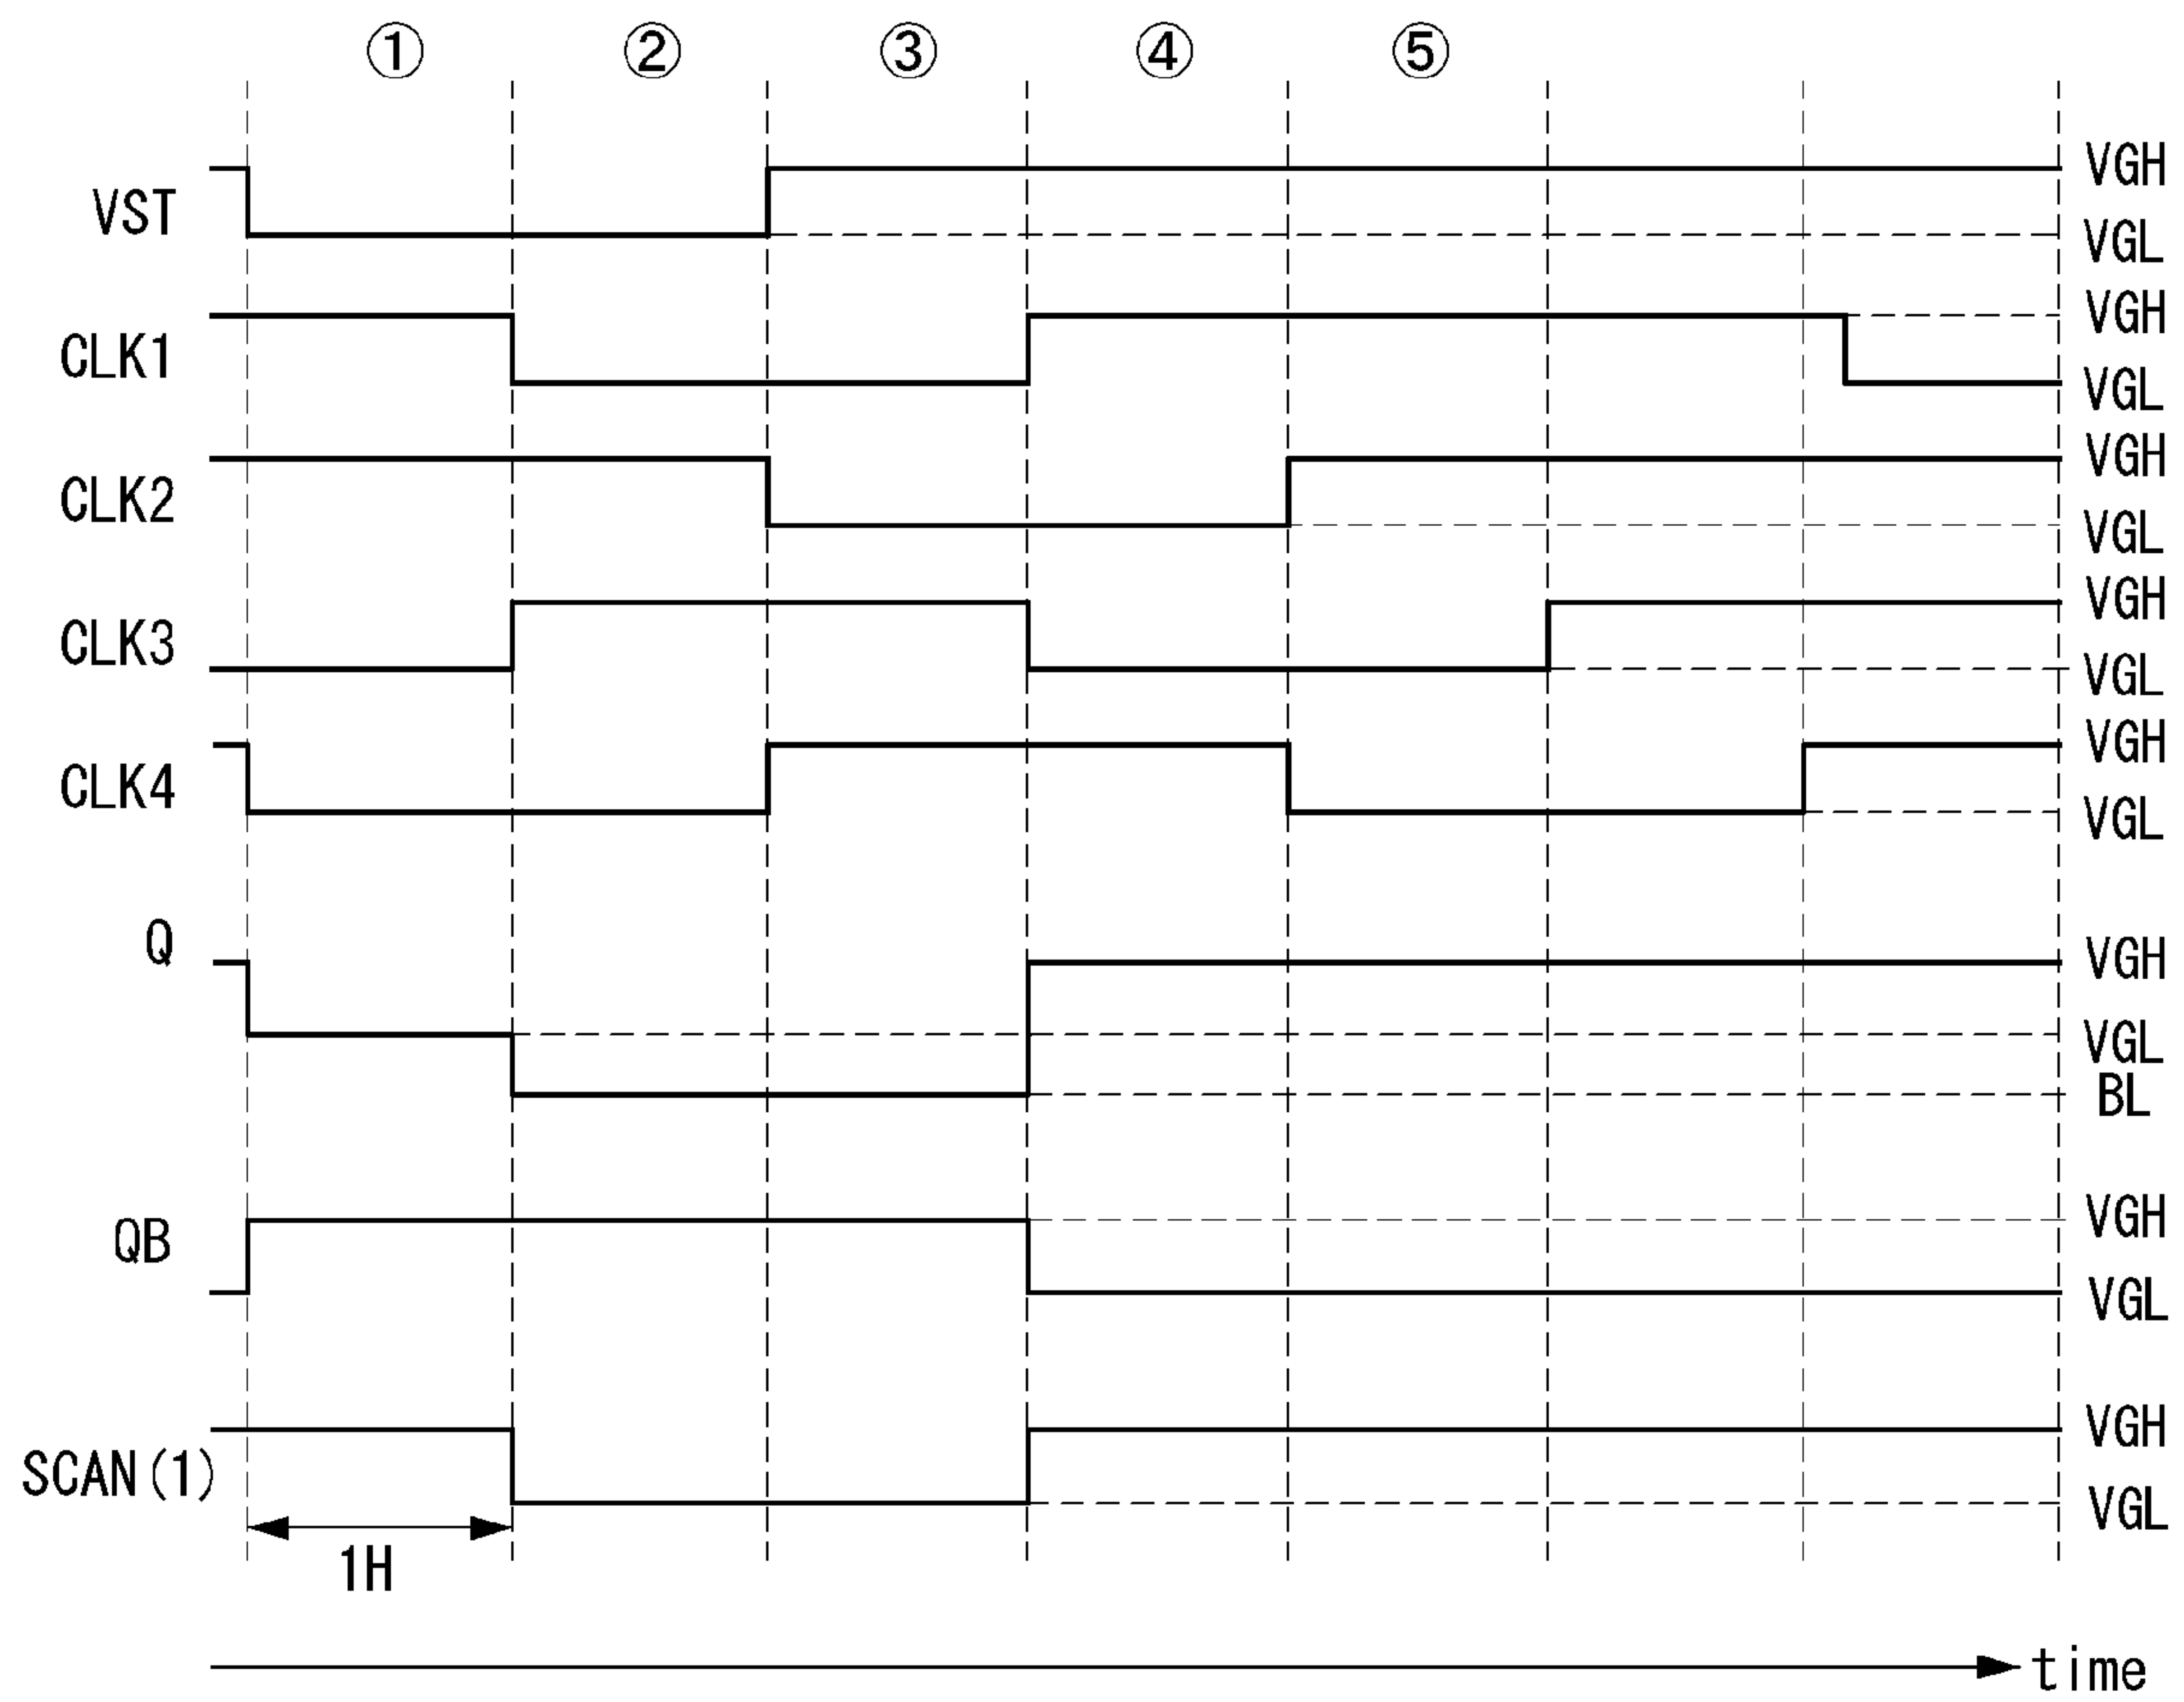 ① ② ③ ④ ⑤
VST VGH
VGL
CLK1 VGH
VGL
CLK2 VGH
VGL
CLK3 VGH
VGL
CLK4 VGH
VGL
Q VGH
VGL
BL
QB VGH
VGL
SCAN(1) VGH
VGL
1H
time